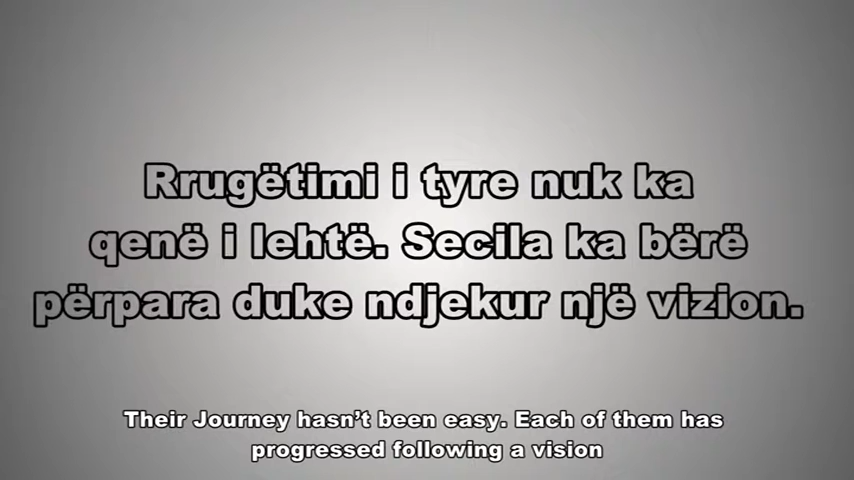 Rrugëtimi i tyre nuk ka
qenë i lehtë. Secila ka bërë
përpara duke ndjekur një vizion.
Their Journey hasn't been easy. Each of them has
progressed following a vision